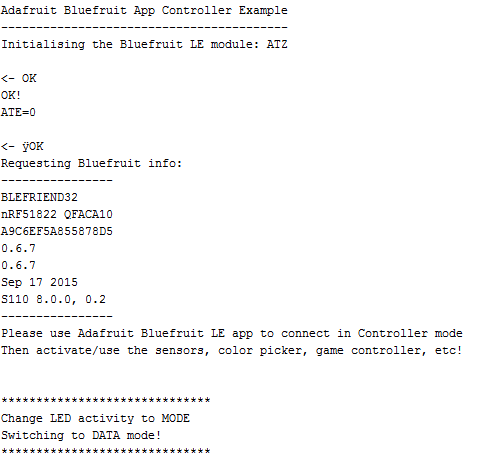 Adafruit Bluefruit App Controller Example
-----------------------------------------
Initialising the Bluefruit LE module: ATZ

<- OK
OK!
ATE=0

<- ÿOK
Requesting Bluefruit info:
----------------
BLEFRIEND32
nRF51822 QFACA10
A9C6EF5A855878D5
0.6.7
0.6.7
Sep 17 2015
S110 8.0.0, 0.2
----------------
Please use Adafruit Bluefruit LE app to connect in Controller mode
Then activate/use the sensors, color picker, game controller, etc!


******************************
Change LED activity to MODE
Switching to DATA mode!
******************************